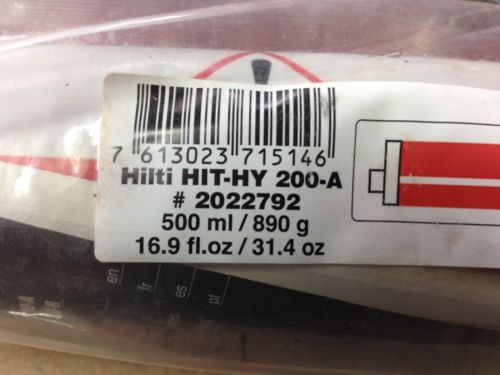 7 613023 715146
Hilti HIT-HY 200-A
# 2022792
500 ml / 890 g
16.9 fl.oz / 31.4 oz
en
fr
es
pt